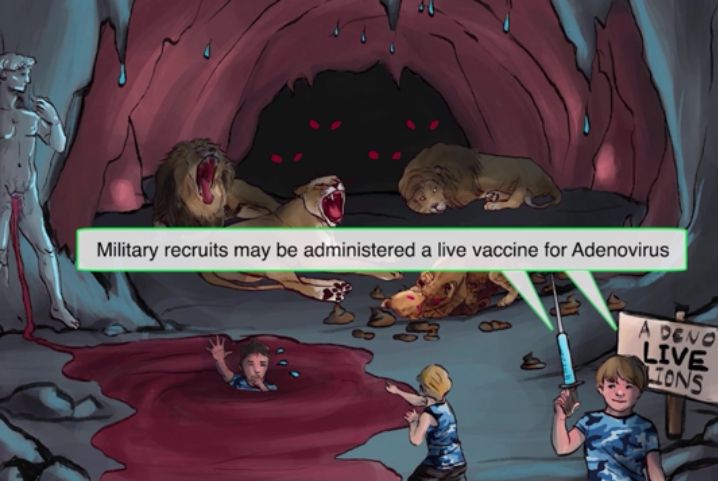 Military recruits may be administered a live vaccine for Adenovirus
A DENO
LIVE
LIONS